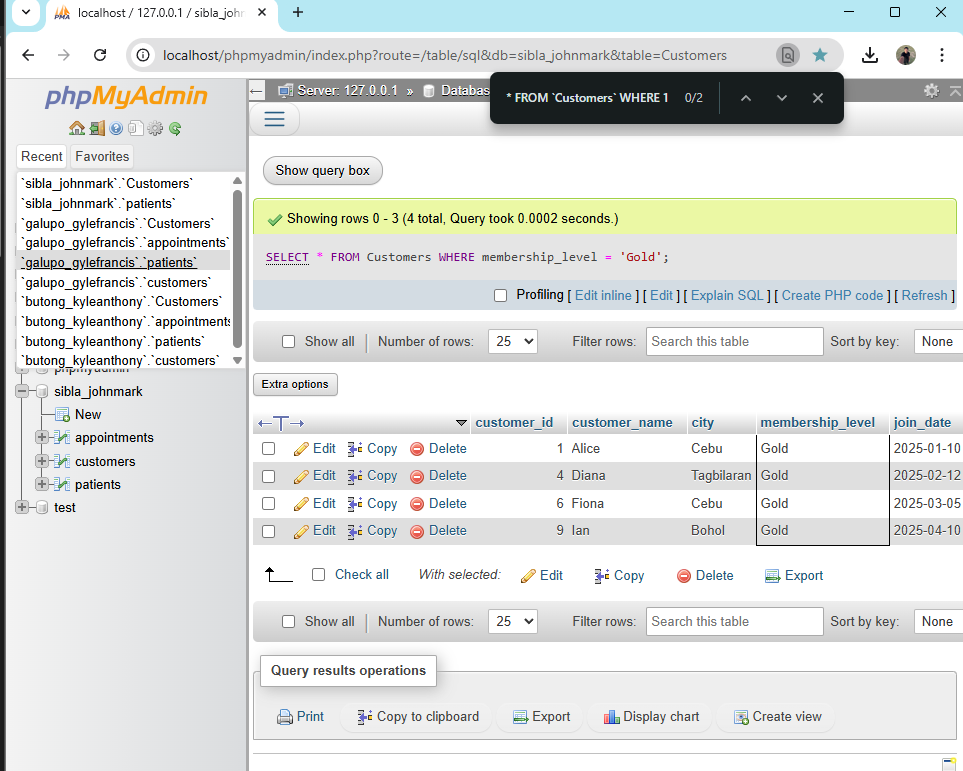 localhost / 127.0.0.1 / sibla_john
localhost/phpmyadmin/index.php?route=/table/sql&db=sibla_johnmark&table=Customers
* FROM `Customers` WHERE 1 0/2
phpMyAdmin
Server: 127.0.0.1 » Databas
Recent Favorites
`sibla_johnmark`.`Customers`
`sibla_johnmark`.`patients`
`galupo_gylefrancis`.`Customers`
`galupo_gylefrancis`.`appointments`
`galupo_gylefrancis`.`patients`
`galupo_gylefrancis`.`customers`
`butong_kyleanthony`.`Customers`
`butong_kyleanthony`.`appointments
`butong_kyleanthony`.`patients`
`butong_kyleanthony`.`customers`
phpmyadmin
sibla_johnmark
New
appointments
customers
patients
test
Show query box
Showing rows 0 - 3 (4 total, Query took 0.0002 seconds.)
SELECT * FROM Customers WHERE membership_level = 'Gold';
Profiling [ Edit inline ] [ Edit ] [ Explain SQL ] [ Create PHP code ] [ Refresh ]
Show all Number of rows: 25 Filter rows: Search this table Sort by key: None
Extra options
←T→ customer_id customer_name city membership_level join_date
Edit Copy Delete 1 Alice Cebu Gold 2025-01-10
Edit Copy Delete 4 Diana Tagbilaran Gold 2025-02-12
Edit Copy Delete 6 Fiona Cebu Gold 2025-03-05
Edit Copy Delete 9 Ian Bohol Gold 2025-04-10
Check all With selected: Edit Copy Delete Export
Show all Number of rows: 25 Filter rows: Search this table Sort by key: None
Query results operations
Print Copy to clipboard Export Display chart Create view